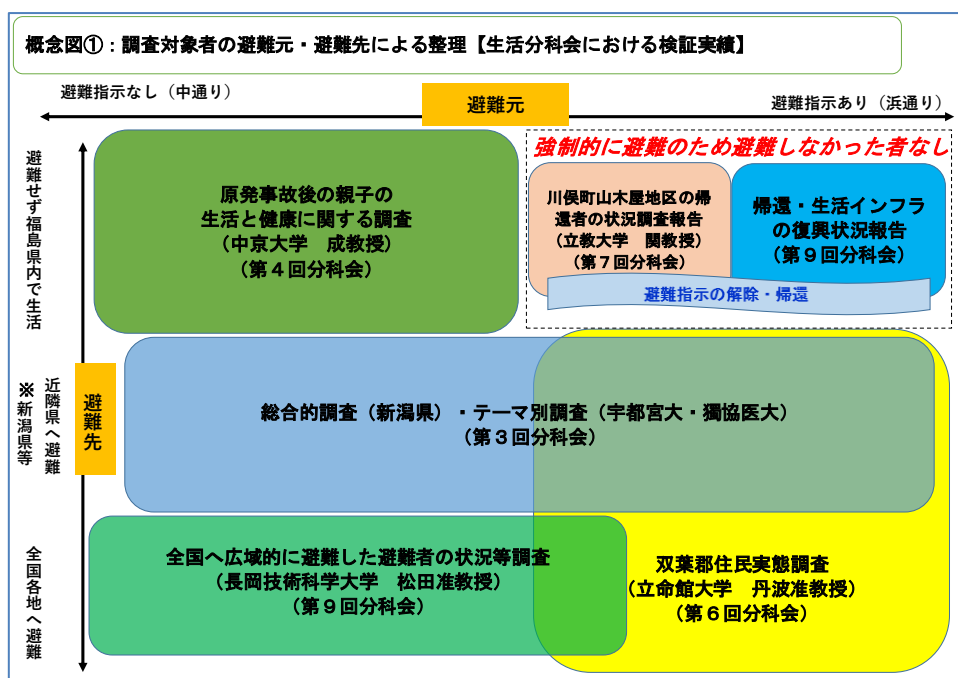 概念図①：調査対象者の避難元・避難先による整理【生活分科会における検証実績】
避難指示なし（中通り）
避難元
避難指示あり（浜通り）
避難せず福島県内で生活
原発事故後の親子の
生活と健康に関する調査
（中京大学　成教授）
（第４回分科会）
強制的に避難のため避難しなかった者なし
川俣町山木屋地区の帰
還者の状況調査報告
（立教大学　関教授）
（第７回分科会）
帰還・生活インフラ
の復興状況報告
（第９回分科会）
避難指示の解除・帰還
近隣県へ避難
※新潟県等
避難先
総合的調査（新潟県）・テーマ別調査（宇都宮大・獨協医大）
（第３回分科会）
全国各地へ避難
全国へ広域的に避難した避難者の状況等調査
（長岡技術科学大学　松田准教授）
（第９回分科会）
双葉郡住民実態調査
（立命館大学　丹波准教授）
（第６回分科会）